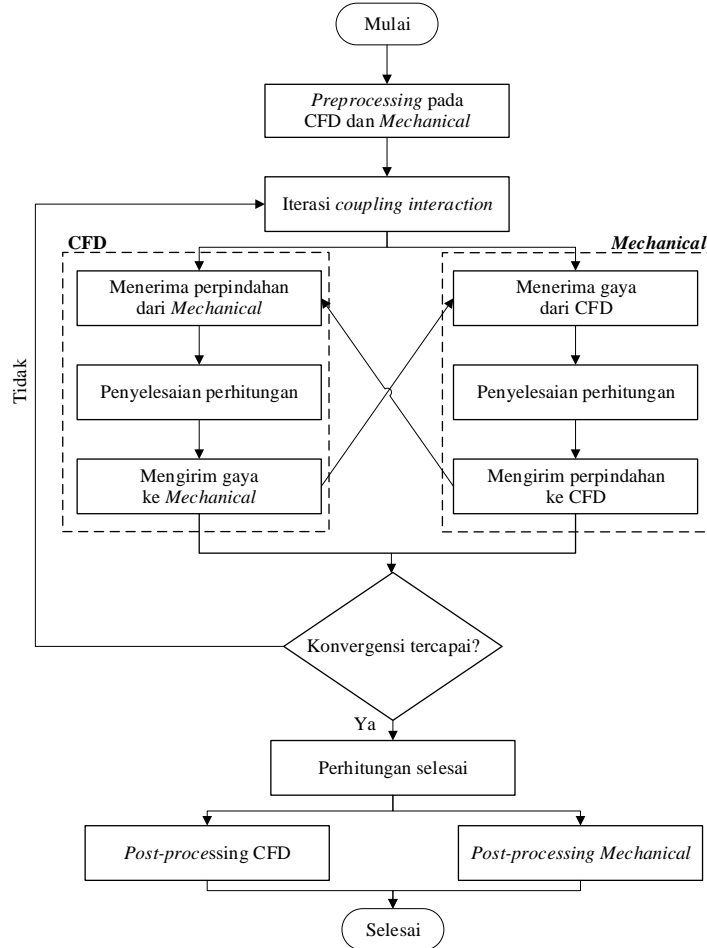 Mulai
Preprocessing pada
CFD dan Mechanical
Iterasi coupling interaction
CFD
Mechanical
Menerima perpindahan
dari Mechanical
Menerima gaya
dari CFD
Tidak
Penyelesaian perhitungan
Penyelesaian perhitungan
Mengirim gaya
ke Mechanical
Mengirim perpindahan
ke CFD
Konvergensi tercapai?
Ya
Perhitungan selesai
Post-processing CFD
Post-processing Mechanical
Selesai